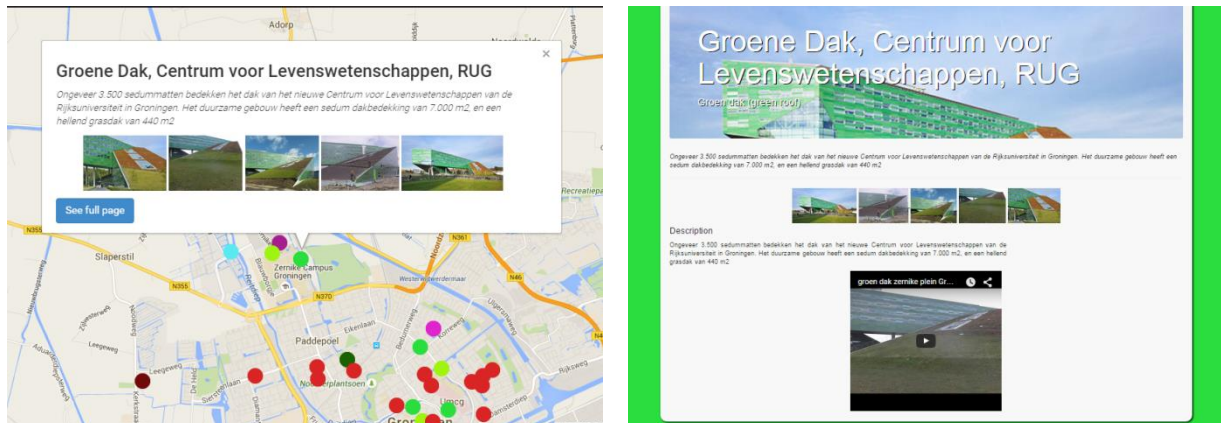 Adorp
×
Groene Dak, Centrum voor Levenswetenschappen, RUG
Ongeveer 3.500 sedummatten bedekken het dak van het nieuwe Centrum voor Levenswetenschappen van de
Rijksuniversiteit in Groningen. Het duurzame gebouw heeft een sedum dakbedekking van 7.000 m2, en een
hellend grasdak van 440 m2
See full page
N355
Slaperstil
Reitdiep
Zernike Campus
Groningen
N361
N46
N355
N370
Eikenlaan
Paddepoel
Leegeweg
Leegeweg
Rijksweg
Umcg
Damsterdiep
Groene Dak, Centrum voor
Levenswetenschappen, RUG
Groen dak (green roof)
Ongeveer 3.500 sedummatten bedekken het dak van het nieuwe Centrum voor Levenswetenschappen van de Rijksuniversiteit in Groningen. Het duurzame gebouw heeft een
sedum dakbedekking van 7.000 m2, en een hellend grasdak van 440 m2
Description
Ongeveer 3.500 sedummatten bedekken het dak van het nieuwe Centrum voor Levenswetenschappen van de
Rijksuniversiteit in Groningen. Het duurzame gebouw heeft een sedum dakbedekking van 7.000 m2, en een hellend
grasdak van 440 m2
groen dak zernike plein Gr...